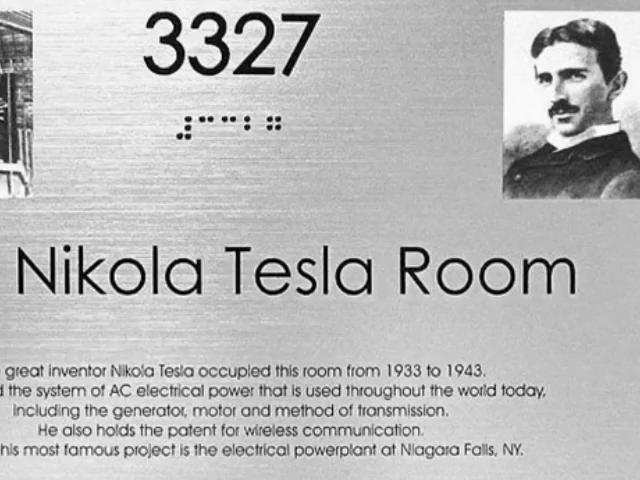 3327
⠼⠉⠉⠃⠛
Nikola Tesla Room
great inventor Nikola Tesla occupied this room from 1933 to 1943.
the system of AC electrical power that is used throughout the world today,
including the generator, motor and method of transmission.
He also holds the patent for wireless communication.
his most famous project is the electrical powerplant at Niagara Falls, NY.